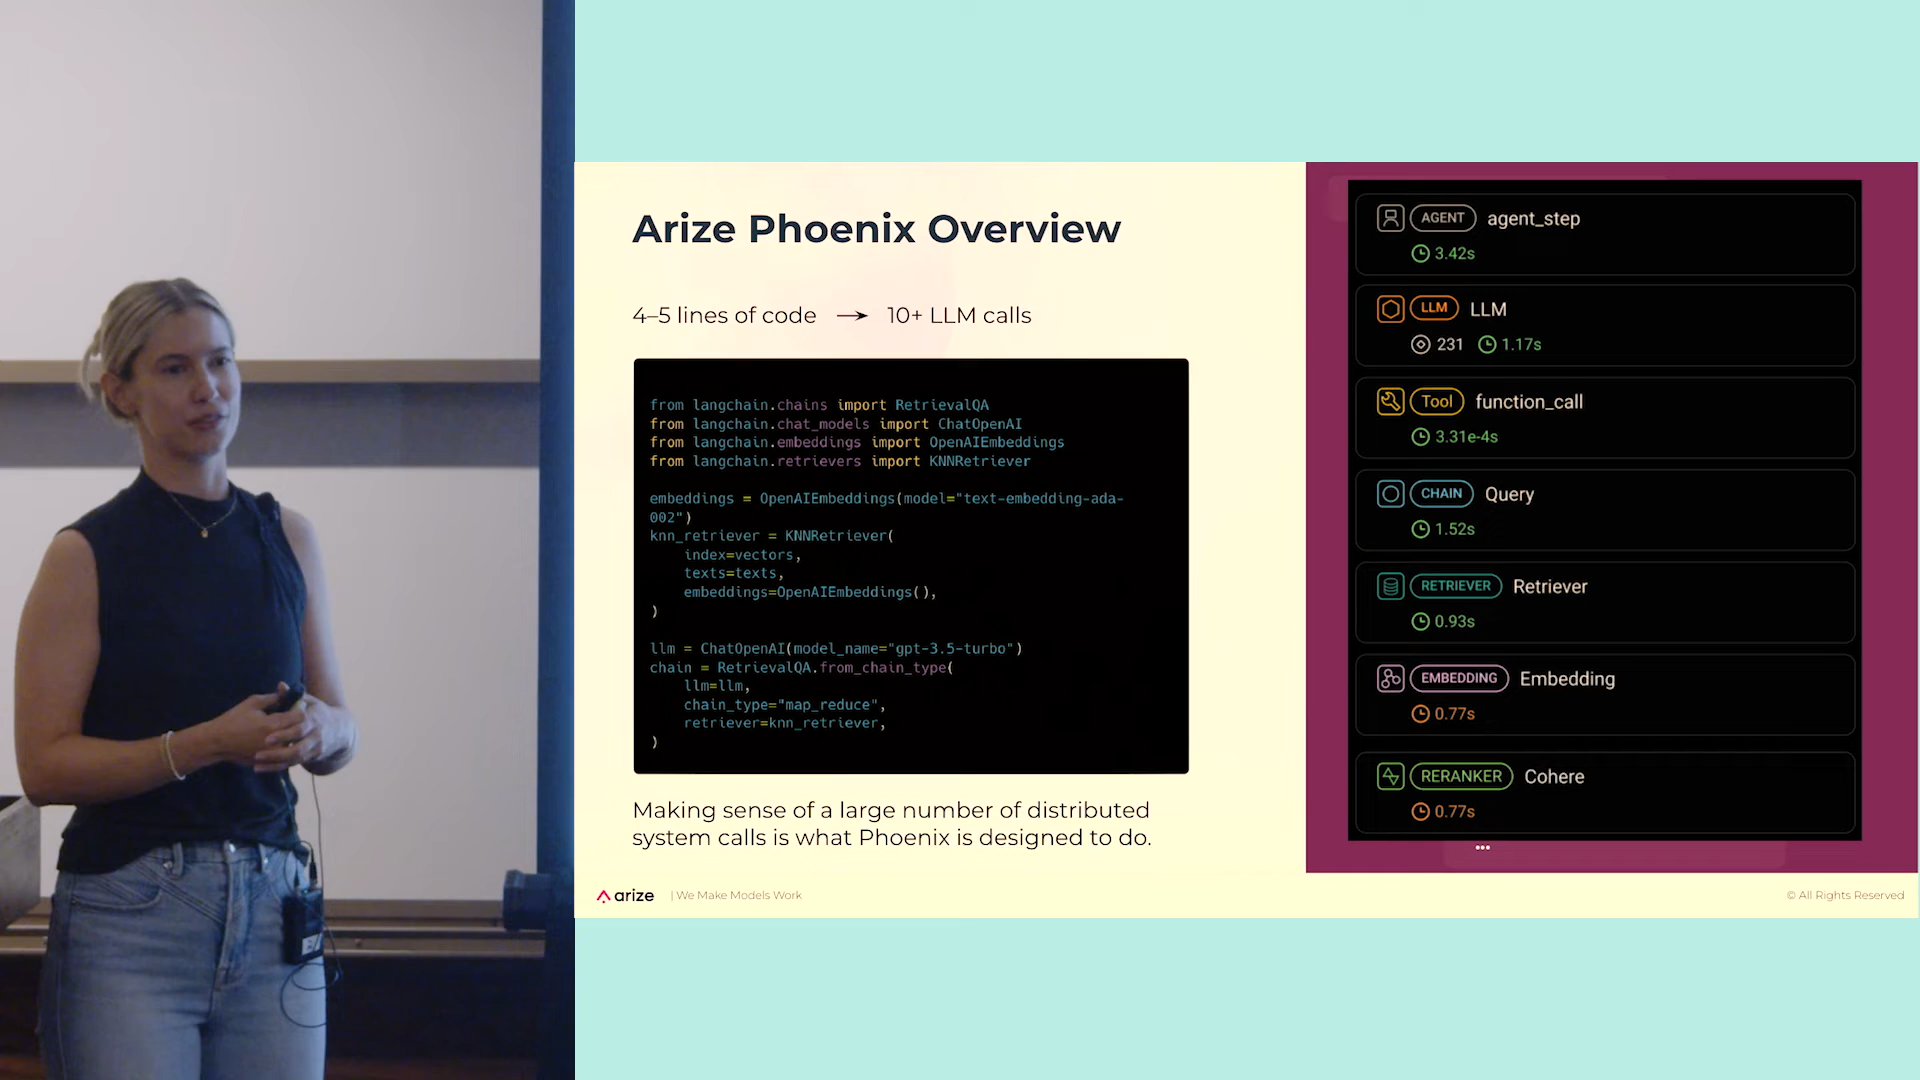 Arize Phoenix Overview
4–5 lines of code → 10+ LLM calls
from langchain.chains import RetrievalQA
from langchain.chat_models import ChatOpenAI
from langchain.embeddings import OpenAIEmbeddings
from langchain.retrievers import KNNRetriever
embeddings = OpenAIEmbeddings(model="text-embedding-ada-
002")
knn_retriever = KNNRetriever(
index=vectors,
texts=texts,
embeddings=OpenAIEmbeddings(),
)
llm = ChatOpenAI(model_name="gpt-3.5-turbo")
chain = RetrievalQA.from_chain_type(
llm=llm,
chain_type="map_reduce",
retriever=knn_retriever,
)
Making sense of a large number of distributed
system calls is what Phoenix is designed to do.
AGENT agent_step
3.42s
LLM LLM
231 1.17s
Tool function_call
3.31e-4s
CHAIN Query
1.52s
RETRIEVER Retriever
0.93s
EMBEDDING Embedding
0.77s
RERANKER Cohere
0.77s
...
arize | We Make Models Work
© All Rights Reserved